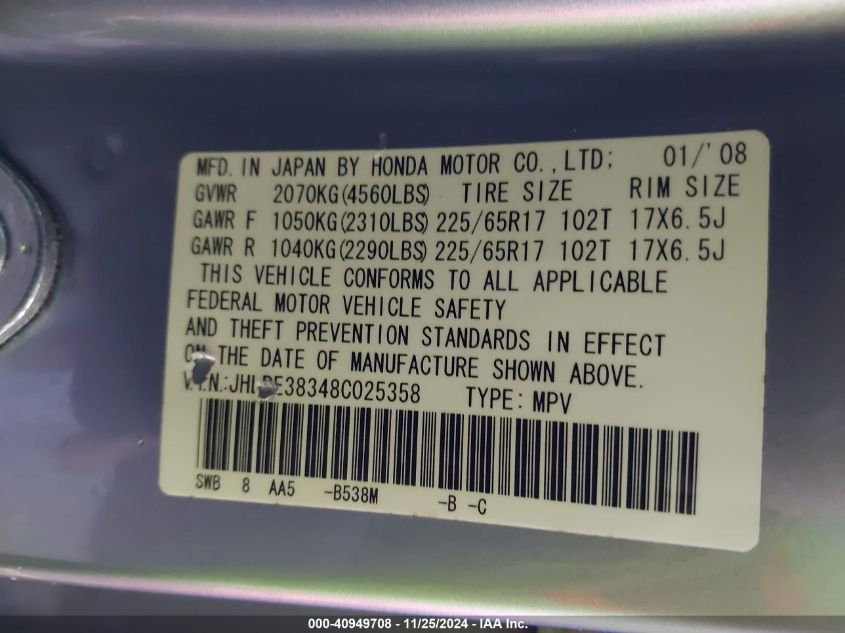 MFD. IN JAPAN BY HONDA MOTOR CO., LTD: 01/'08
GVWR 2070KG(4560LBS) TIRE SIZE RIM SIZE
GAWR F 1050KG(2310LBS) 225/65R17 102T 17X6.5J
GAWR R 1040KG(2290LBS) 225/65R17 102T 17X6.5J
THIS VEHICLE CONFORMS TO ALL APPLICABLE
FEDERAL MOTOR VEHICLE SAFETY
AND THEFT PREVENTION STANDARDS IN EFFECT
ON THE DATE OF MANUFACTURE SHOWN ABOVE.
TYPE: MPV
SWB 8 AA5 -B538M -B -C
000-40949708 - 11/25/2024 - IAA Inc.